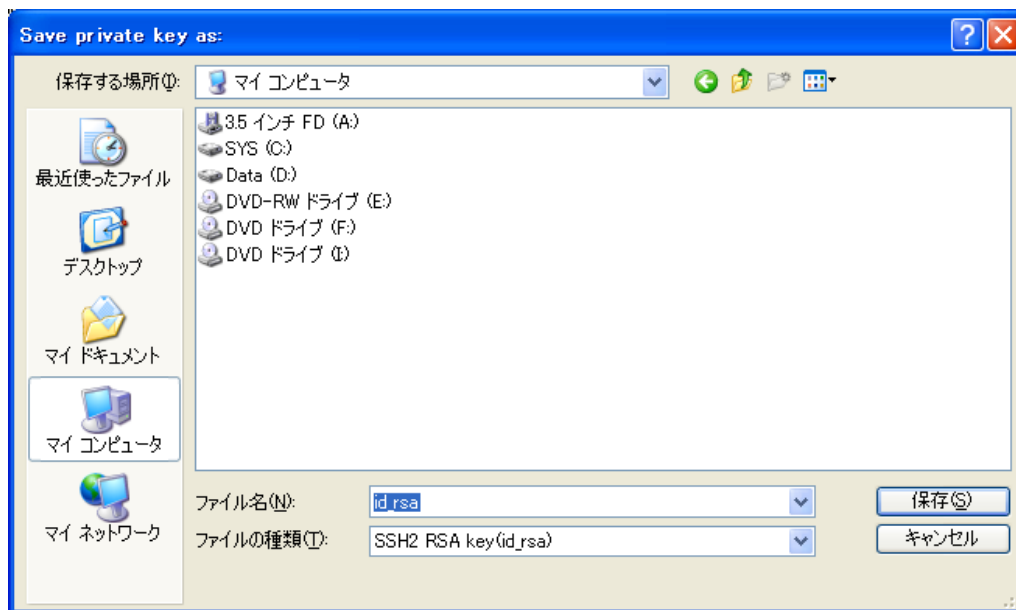 Save private key as:
保存する場所(I):
マイ コンピュータ
3.5 インチ FD (A:)
SYS (C:)
Data (D:)
DVD-RW ドライブ (E:)
DVD ドライブ (F:)
DVD ドライブ (I:)
最近使ったファイル
デスクトップ
マイ ドキュメント
マイ コンピュータ
マイ ネットワーク
ファイル名(N):
id_rsa
保存(S)
ファイルの種類(T):
SSH2 RSA key(id_rsa)
キャンセル